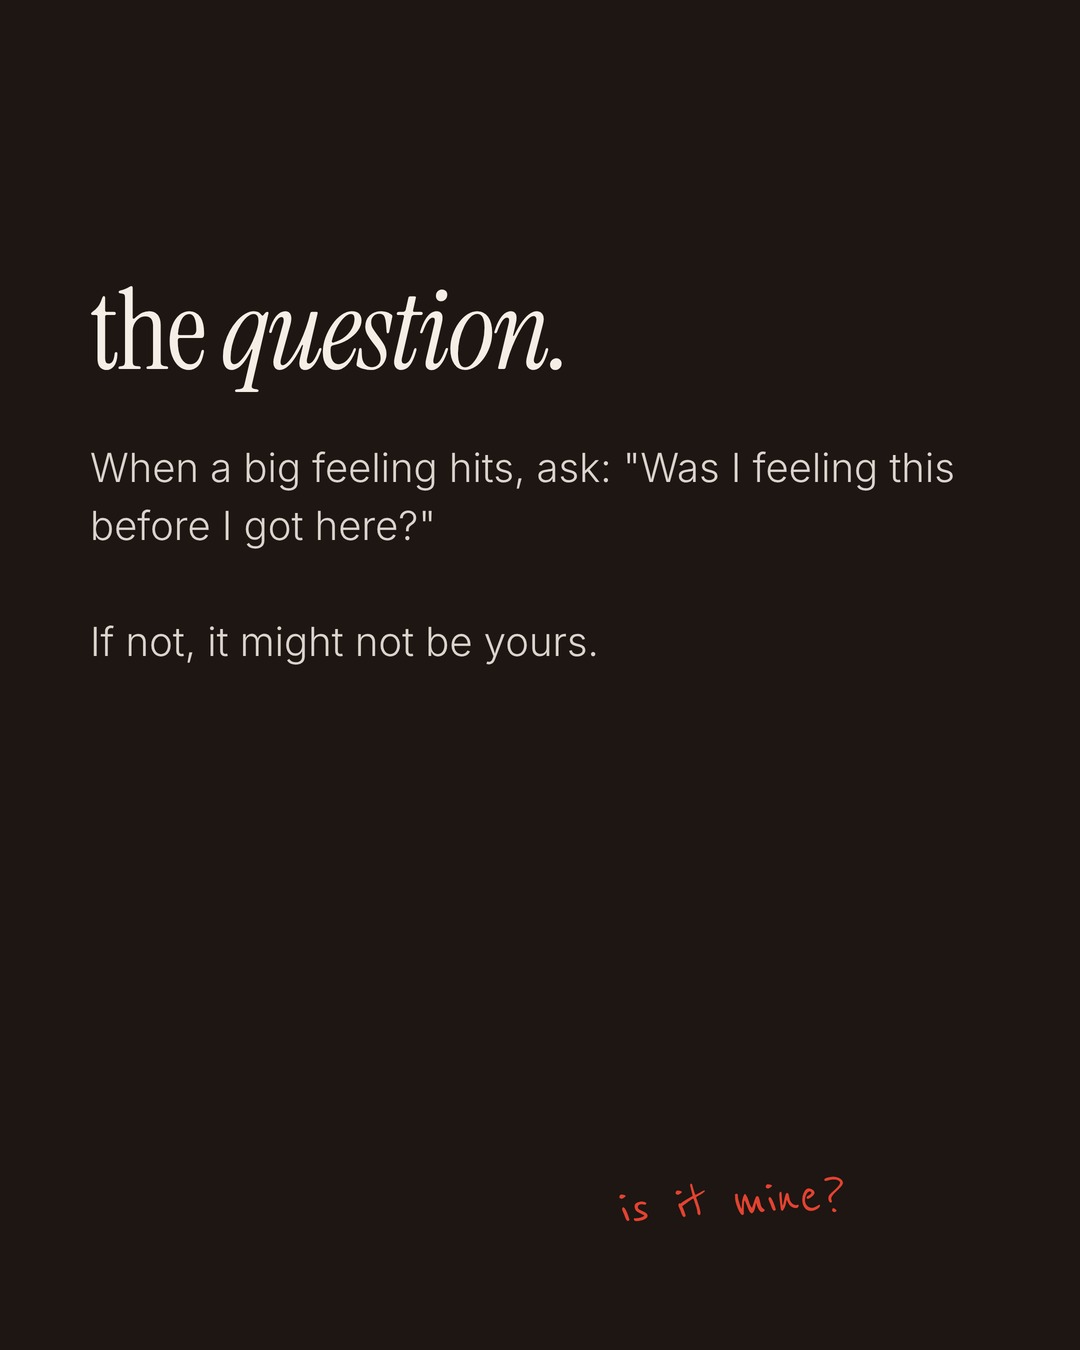 the question.
When a big feeling hits, ask: "Was I feeling this
before I got here?"
If not, it might not be yours.
is it mine?